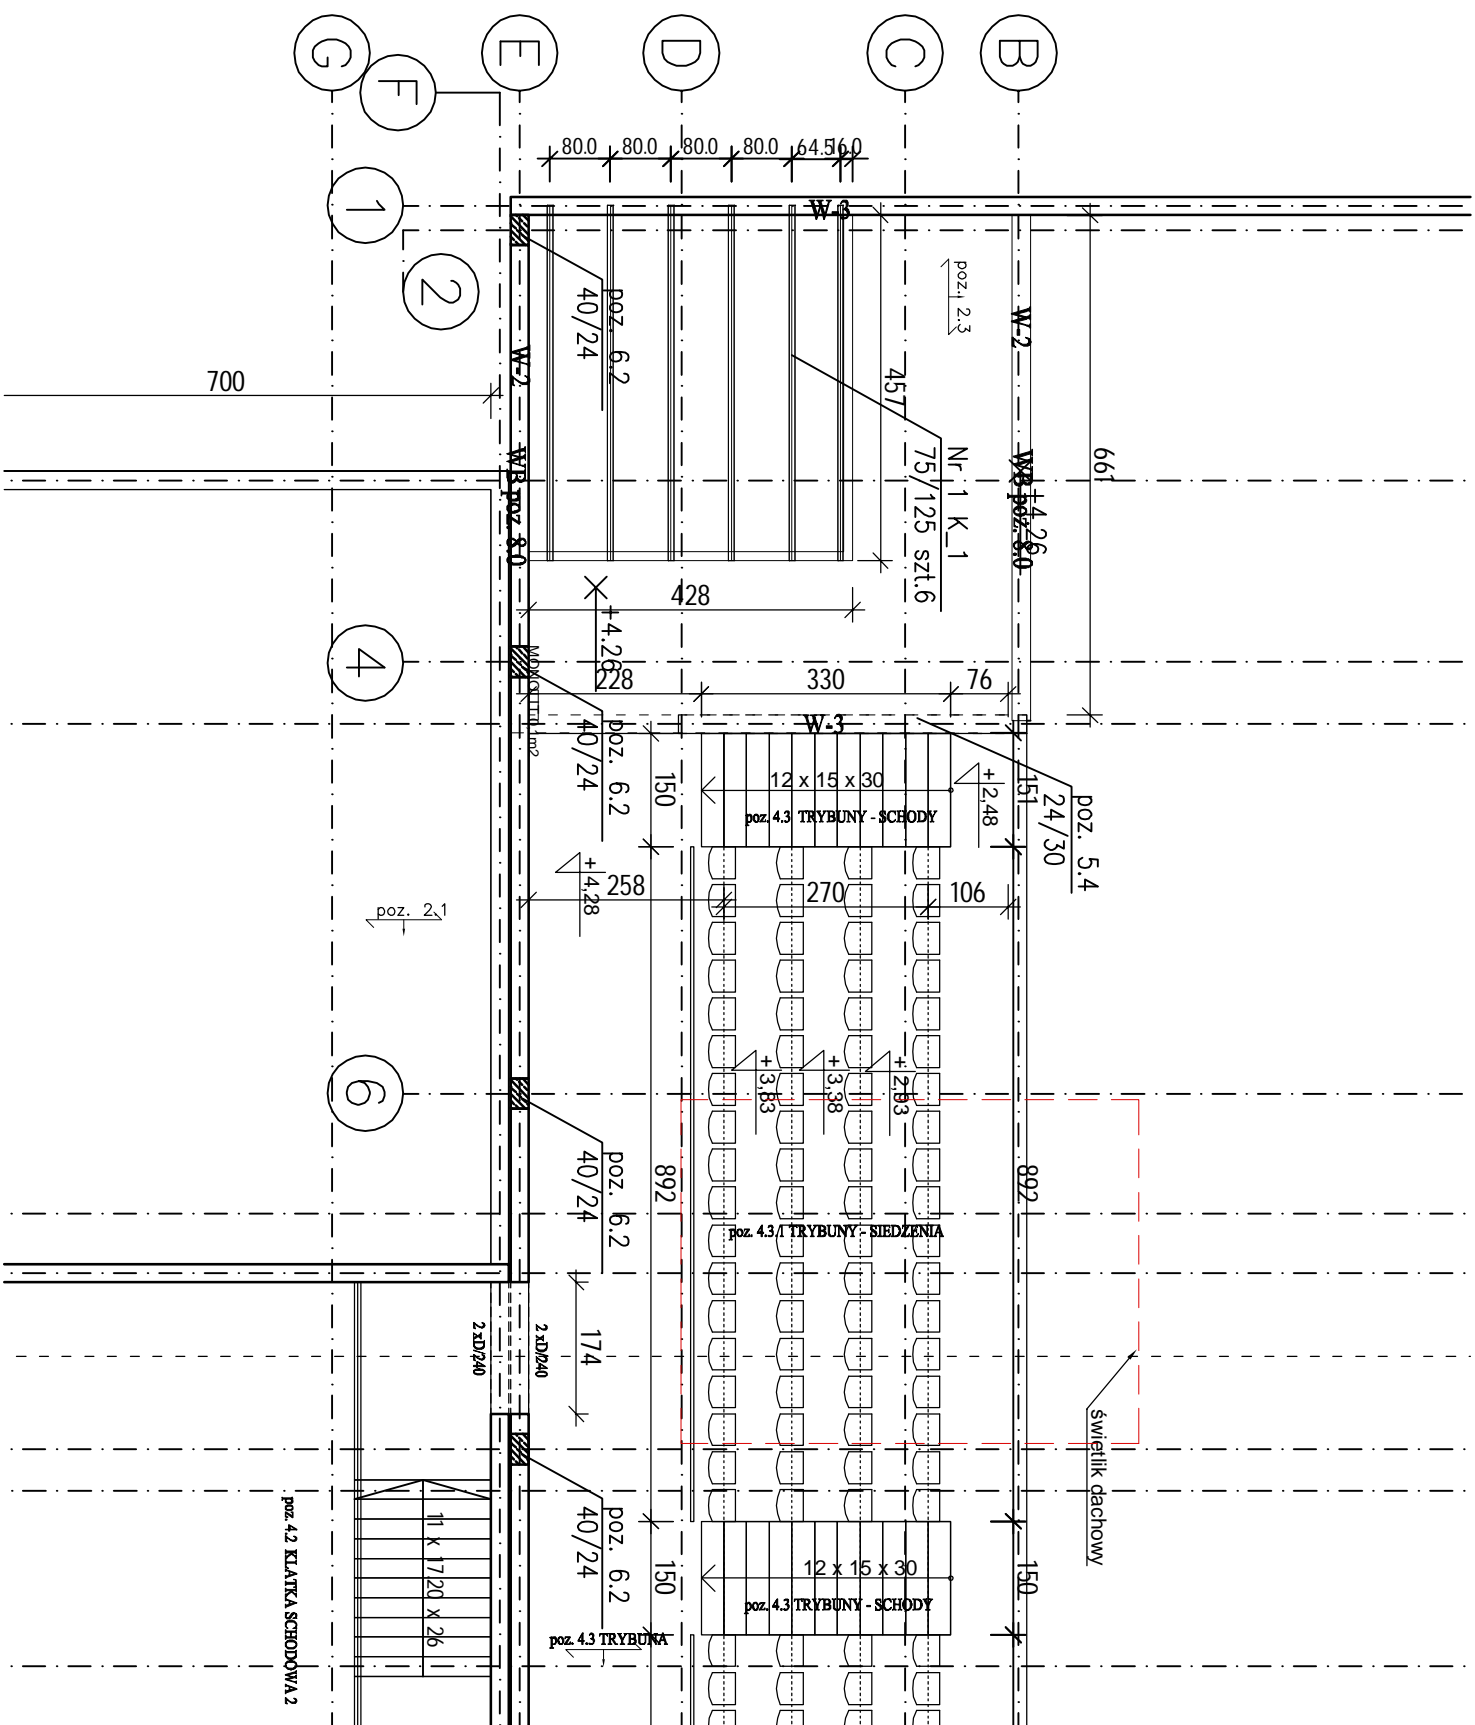 G
F
E
D
C
B
1
2
4
6
80.0
80.0
80.0
80.0
64.5
16.0
W-3
poz. 2.3
W-2
W-2
poz. 6.2
40/24
457
661
700
Nr 1 K_1
75/125 szt.6
WB poz. 8.0
WB poz. 8.0
+4.26
428
+4.26
228
330
76
W-3
poz. 6.2
40/24
150
12 x 15 x 30
poz. 4.3 TRYBUNY - SCHODY
+2,48
151
poz. 5.4
24/30
+4,28
258
270
106
poz. 2.1
+3,83
+3,38
+2,93
poz. 6.2
40/24
892
892
poz. 4.3.1 TRYBUNY - SIEDZENIA
2 xD/240
2 xD/240
174
świetlik dachowy
poz. 4.2 KLATKA SCHODOWA 2
11 x 17.20 x 26
poz. 6.2
40/24
150
12 x 15 x 30
poz. 4.3 TRYBUNY - SCHODY
150
poz. 4.3 TRYBUNA